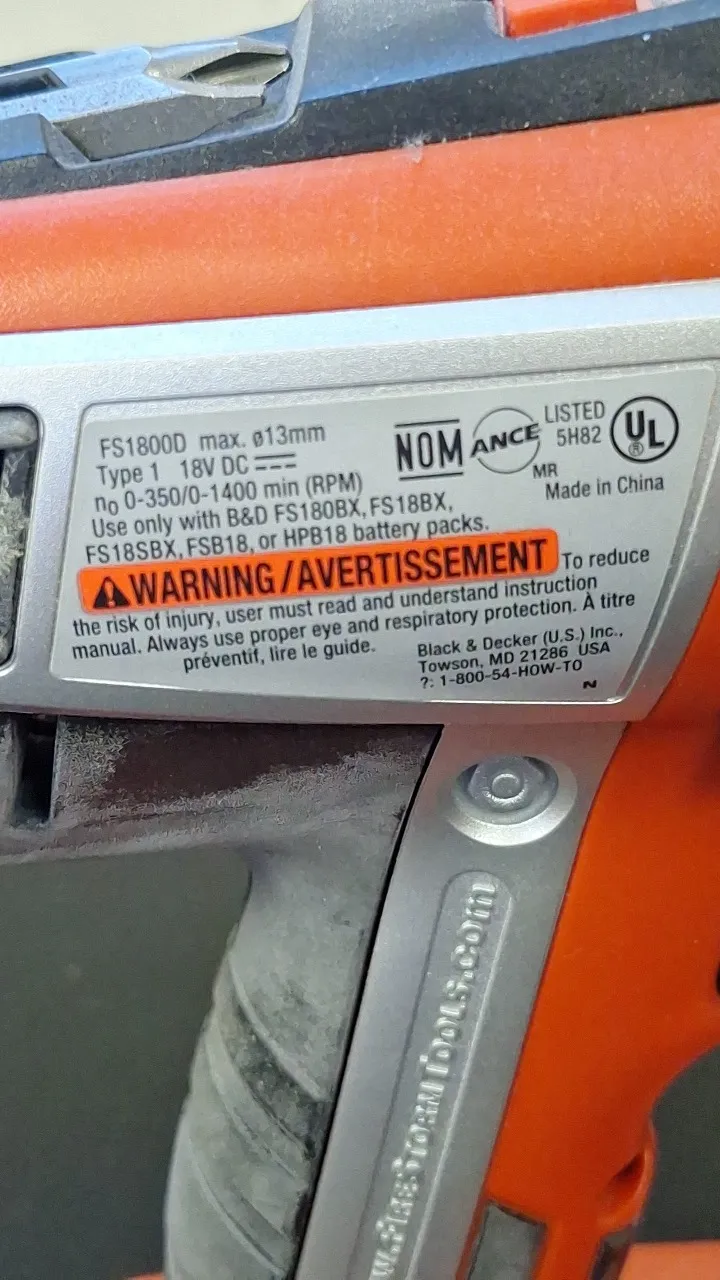 FS1800D max. ø13mm
Type 1 18V DC ⎓
n₀ 0-350/0-1400 min (RPM)
Use only with B&D FS180BX, FS18BX,
FS18SBX, FSB18, or HPB18 battery packs.
NOM ANCE
MR
LISTED
5H82
UL
®
Made in China
⚠WARNING/AVERTISSEMENT To reduce
the risk of injury, user must read and understand instruction
manual. Always use proper eye and respiratory protection. À titre
préventif, lire le guide.
Black & Decker (U.S.) Inc.,
Towson, MD 21286 USA
?: 1-800-54-HOW-TO
N
w.FireStormTools.com